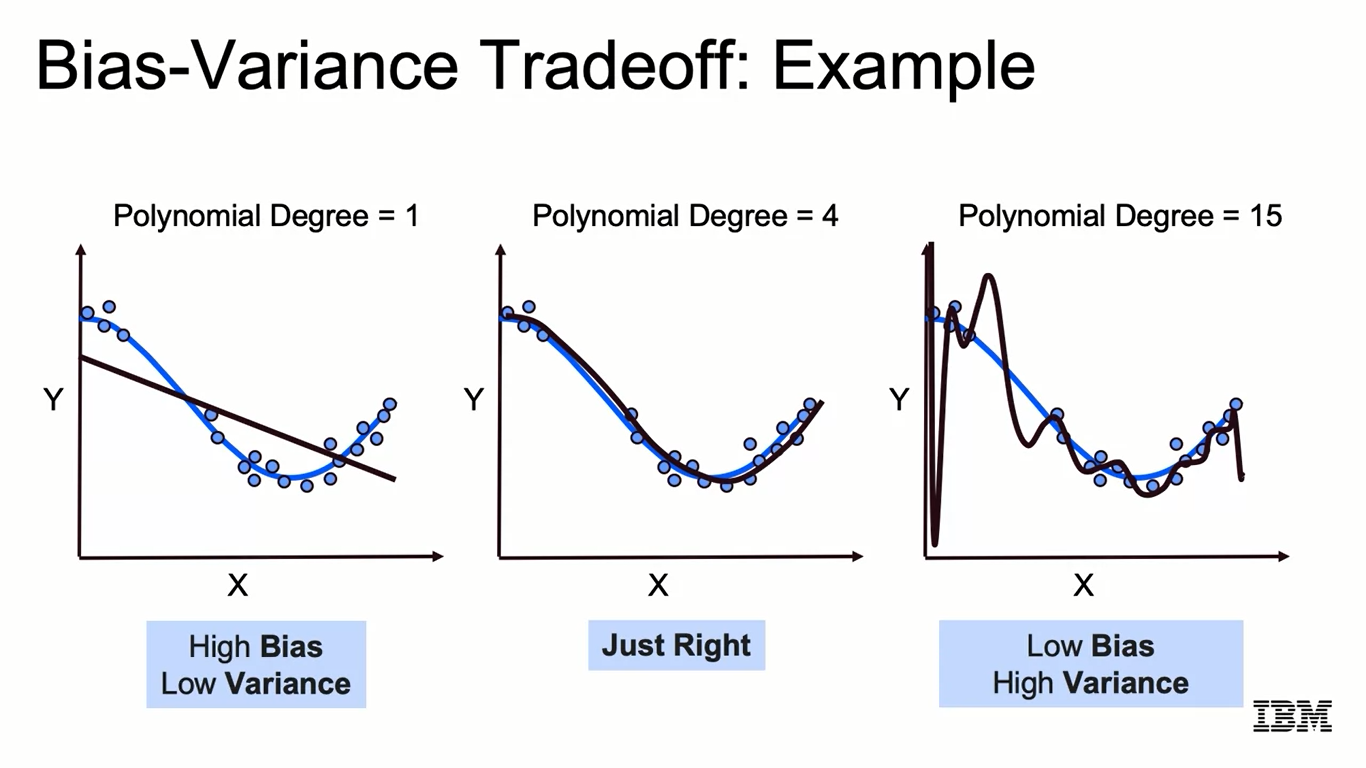 Bias-Variance Tradeoff: Example
Polynomial Degree = 1
Y
X
High Bias
Low Variance
Polynomial Degree = 4
Y
X
Just Right
Polynomial Degree = 15
Y
X
Low Bias
High Variance
IBM